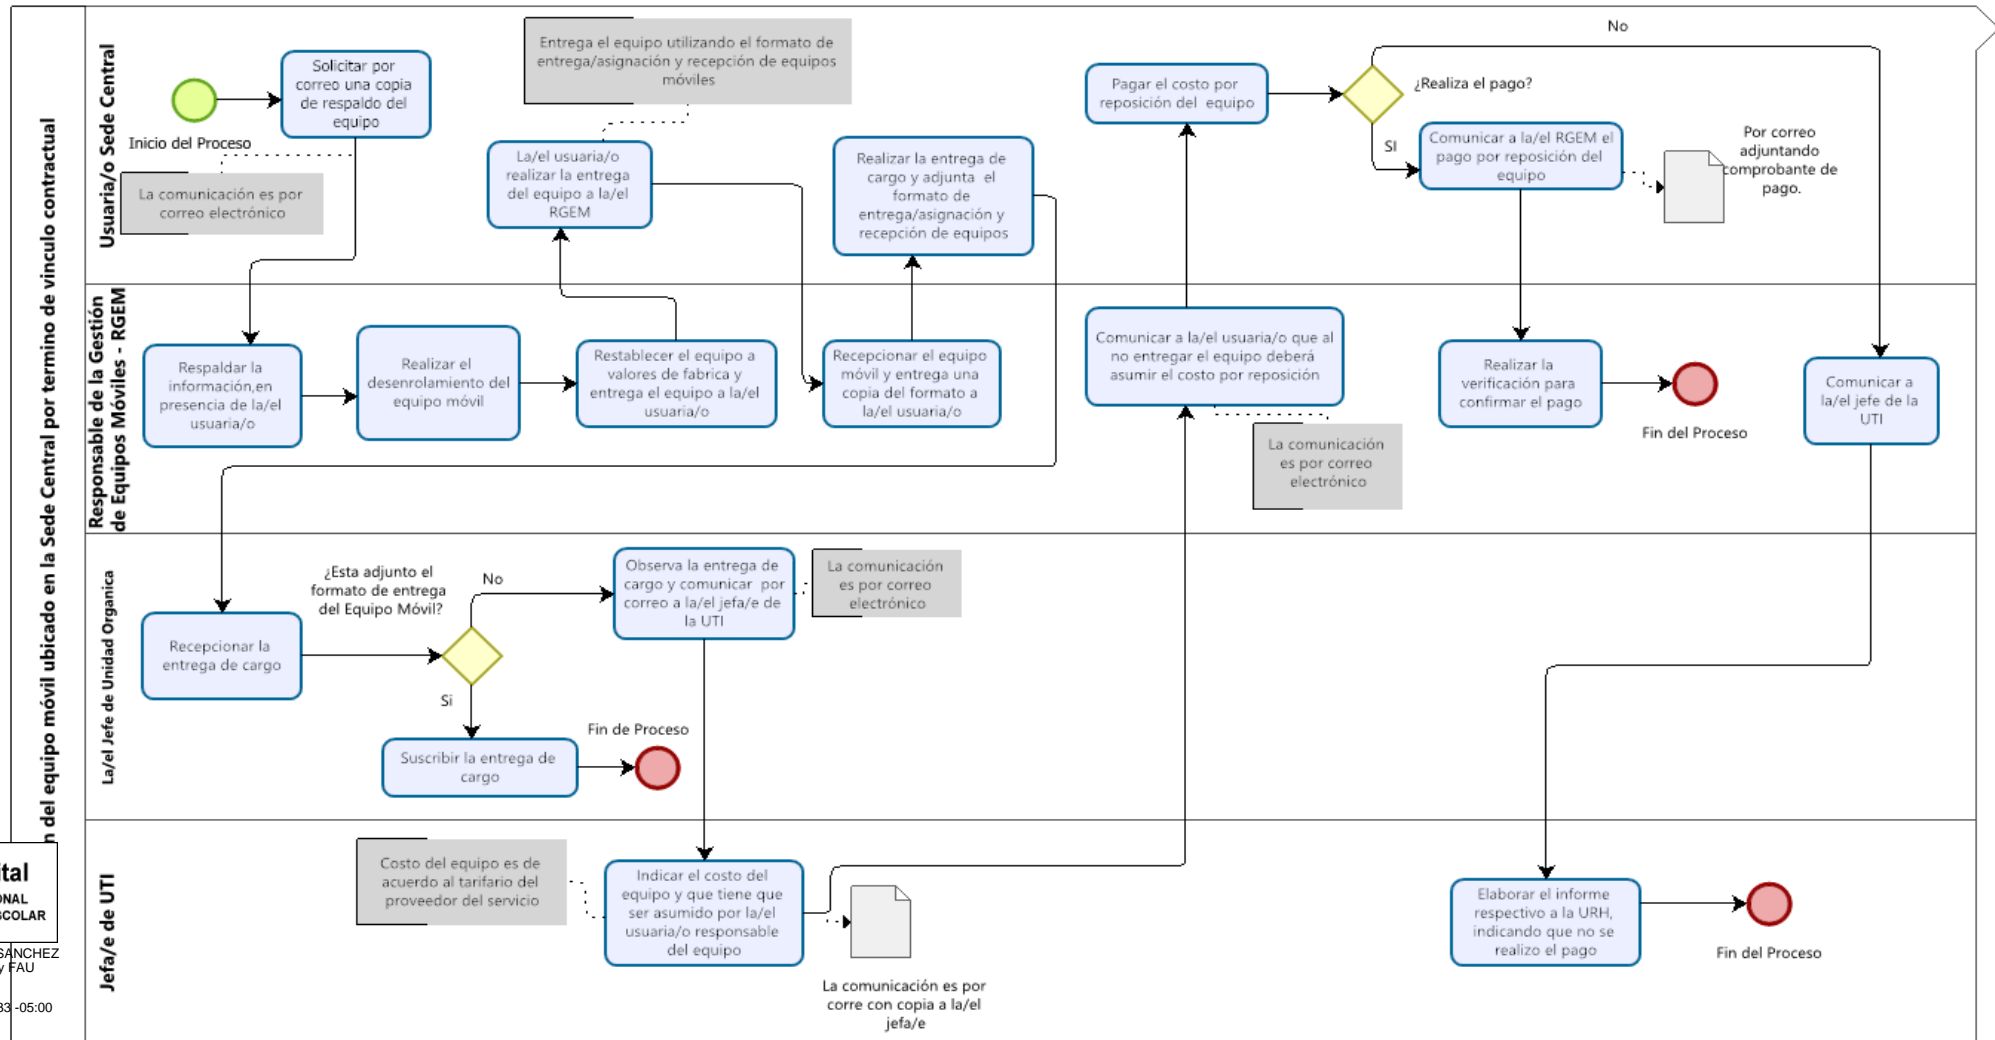 n del equipo móvil ubicado en la Sede Central por termino de vinculo contractual
Usuaria/o Sede Central
Inicio del Proceso
Solicitar por
correo una copia
de respaldo del
equipo
La comunicación es por
correo electrónico
Entrega el equipo utilizando el formato de
entrega/asignación y recepción de equipos
móviles
La/el usuaria/o
realizar la entrega
del equipo a la/el
RGEM
Realizar la entrega de
cargo y adjunta el
formato de
entrega/asignación y
recepción de equipos
Pagar el costo por
reposición del equipo
¿Realiza el pago?
No
SI
Comunicar a la/el RGEM el
pago por reposición del
equipo
Por correo
adjuntando
comprobante de
pago.
Responsable de la Gestión
de Equipos Móviles - RGEM
Respaldar la
información,en
presencia de la/el
usuaria/o
Realizar el
desenrolamiento del
equipo móvil
Restablecer el equipo a
valores de fabrica y
entrega el equipo a la/el
usuaria/o
Recepcionar el equipo
móvil y entrega una
copia del formato a
la/el usuaria/o
Comunicar a la/el usuaria/o que al
no entregar el equipo deberá
asumir el costo por reposición
La comunicación
es por correo
electrónico
Realizar la
verificación para
confirmar el pago
Fin del Proceso
Comunicar a
la/el jefe de la
UTI
La/el Jefe de Unidad Organica
Recepcionar la
entrega de cargo
¿Esta adjunto el
formato de entrega
del Equipo Móvil?
No
Si
Observa la entrega de
cargo y comunicar por
correo a la/el jefa/e de
la UTI
La comunicación
es por correo
electrónico
Suscribir la entrega de
cargo
Fin de Proceso
Jefa/e de UTI
Costo del equipo es de
acuerdo al tarifario del
proveedor del servicio
Indicar el costo del
equipo y que tiene que
ser asumido por la/el
usuaria/o responsable
del equipo
La comunicación es por
corre con copia a la/el
jefa/e
Elaborar el informe
respectivo a la URH,
indicando que no se
realizo el pago
Fin del Proceso
ital
ONAL
SCOLAR
SANCHEZ
y FAU
33 -05:00